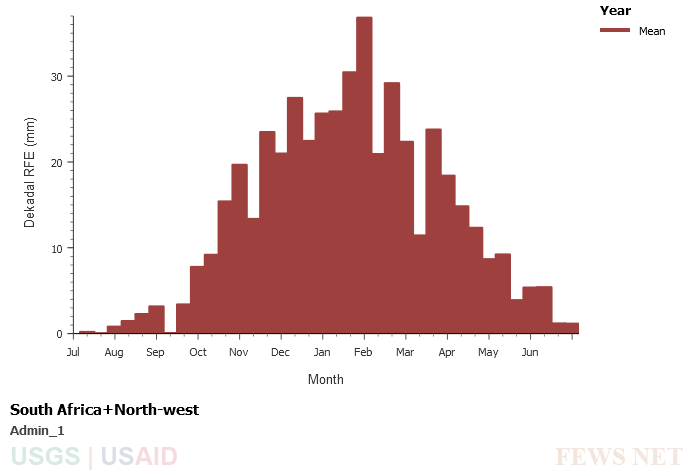 Year
Mean
Dekadal RFE (mm)
30
20
10
0
Jul Aug Sep Oct Nov Dec Jan Feb Mar Apr May Jun
Month
South Africa+North-west
Admin_1
USGS | USAID
FEWS NET